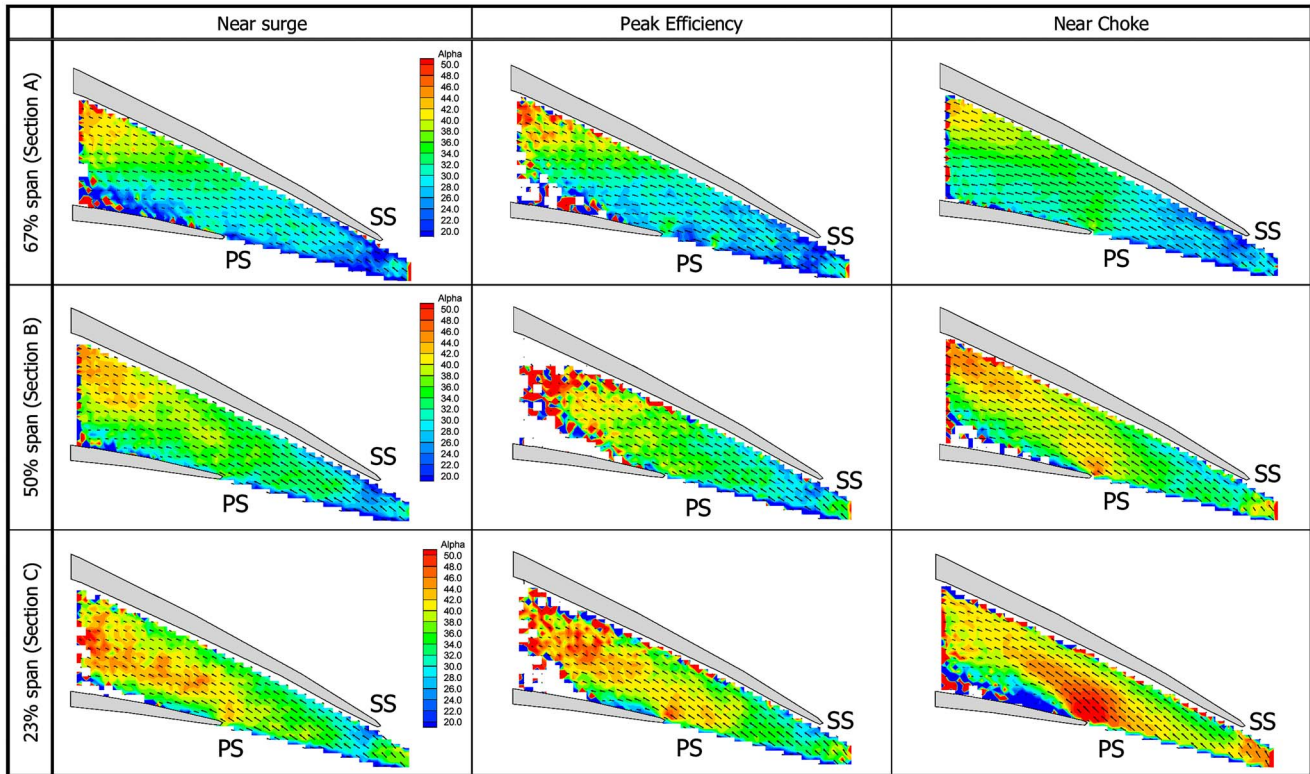 Near surge
Peak Efficiency
Near Choke
67% span (Section A)
Alpha
50.0
48.0
46.0
44.0
42.0
40.0
38.0
36.0
34.0
32.0
30.0
28.0
26.0
24.0
22.0
20.0
SS
PS
SS
PS
SS
PS
50% span (Section B)
Alpha
50.0
48.0
46.0
44.0
42.0
40.0
38.0
36.0
34.0
32.0
30.0
28.0
26.0
24.0
22.0
20.0
SS
PS
SS
PS
SS
PS
23% span (Section C)
Alpha
50.0
48.0
46.0
44.0
42.0
40.0
38.0
36.0
34.0
32.0
30.0
28.0
26.0
24.0
22.0
20.0
SS
PS
SS
PS
SS
PS